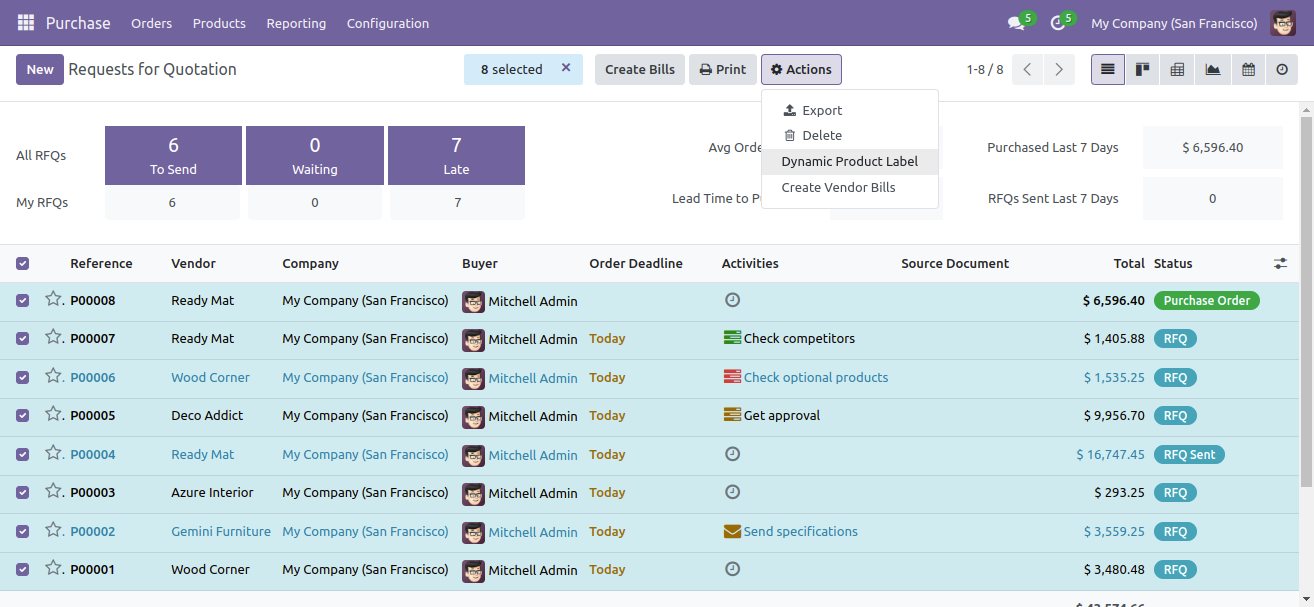 Purchase Orders Products Reporting Configuration 5 5 My Company (San Francisco)
New Requests for Quotation 8 selected × Create Bills Print Actions 1-8 / 8
Export
Delete
Dynamic Product Label
Create Vendor Bills
All RFQs 6 To Send 0 Waiting 7 Late
My RFQs 6 0 7
Avg Orde Purchased Last 7 Days $ 6,596.40
Lead Time to RFQs Sent Last 7 Days 0
Reference Vendor Company Buyer Order Deadline Activities Source Document Total Status
P00008 Ready Mat My Company (San Francisco) Mitchell Admin $ 6,596.40 Purchase Order
P00007 Ready Mat My Company (San Francisco) Mitchell Admin Today Check competitors $ 1,405.88 RFQ
P00006 Wood Corner My Company (San Francisco) Mitchell Admin Today Check optional products $ 1,535.25 RFQ
P00005 Deco Addict My Company (San Francisco) Mitchell Admin Today Get approval $ 9,956.70 RFQ
P00004 Ready Mat My Company (San Francisco) Mitchell Admin Today $ 16,747.45 RFQ Sent
P00003 Azure Interior My Company (San Francisco) Mitchell Admin Today $ 293.25 RFQ
P00002 Gemini Furniture My Company (San Francisco) Mitchell Admin Today Send specifications $ 3,559.25 RFQ
P00001 Wood Corner My Company (San Francisco) Mitchell Admin Today $ 3,480.48 RFQ